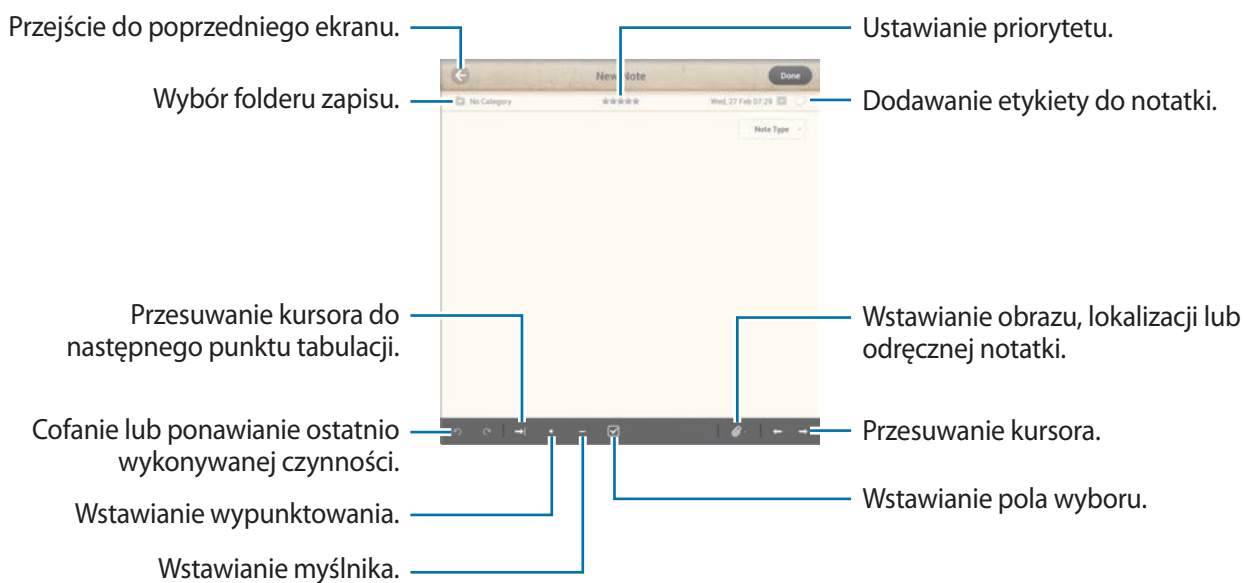 Przejście do poprzedniego ekranu.
Ustawianie priorytetu.
New Note
Done
Wybór folderu zapisu.
No Category
Wed, 27 Feb 07:29
Dodawanie etykiety do notatki.
Note Type
Przesuwanie kursora do
następnego punktu tabulacji.
Wstawianie obrazu, lokalizacji lub
odręcznej notatki.
Cofanie lub ponawianie ostatnio
wykonywanej czynności.
Przesuwanie kursora.
Wstawianie wypunktowania.
Wstawianie pola wyboru.
Wstawianie myślnika.